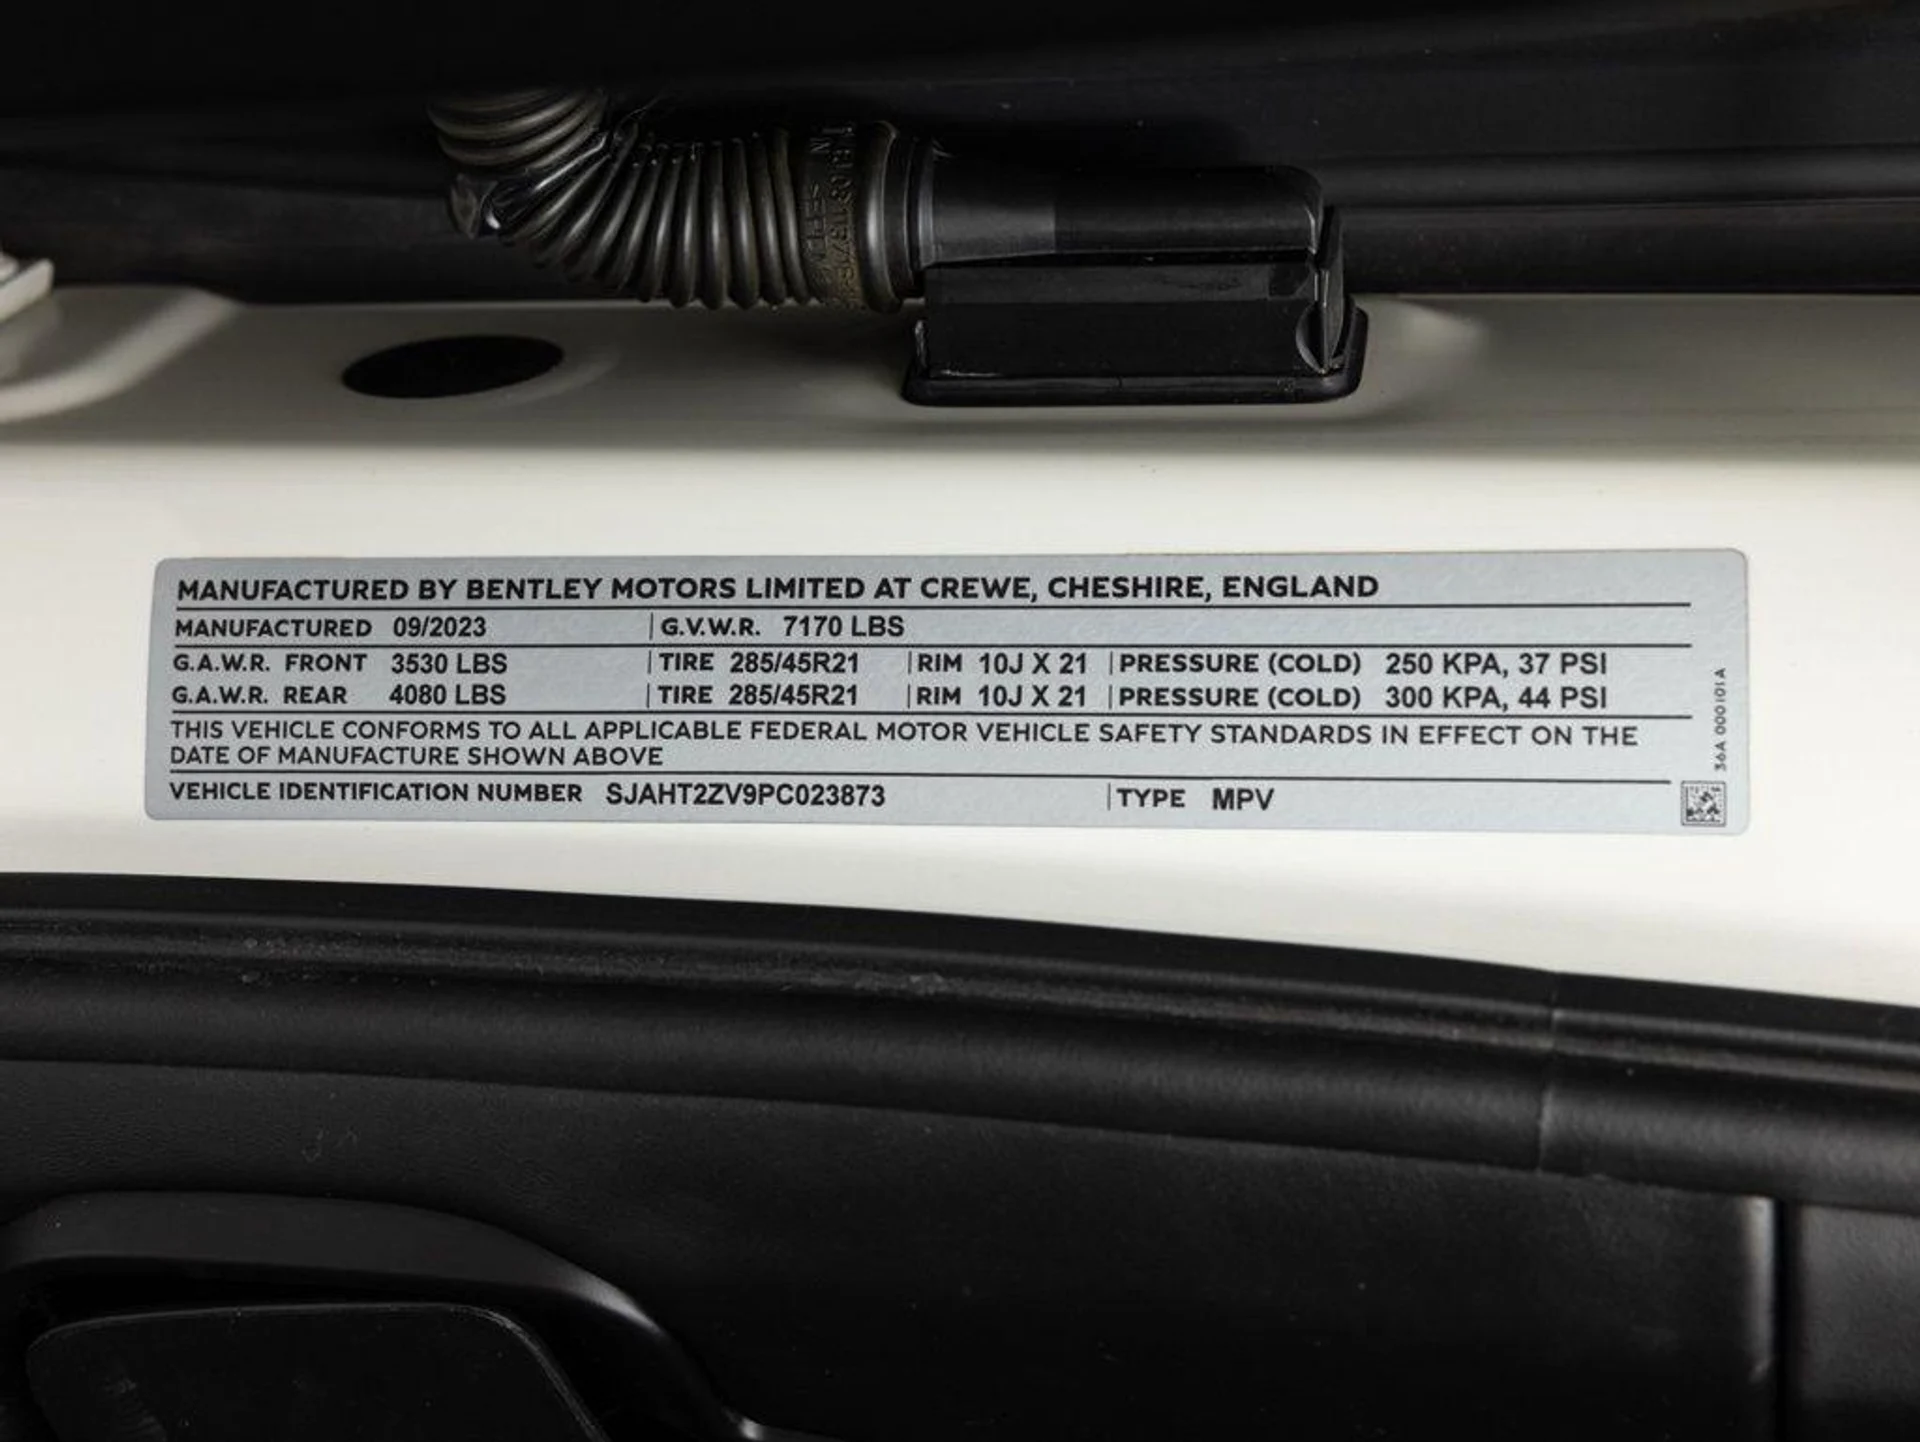 MANUFACTURED BY BENTLEY MOTORS LIMITED AT CREWE, CHESHIRE, ENGLAND
MANUFACTURED 09/2023 G.V.W.R. 7170 LBS
G.A.W.R. FRONT 3530 LBS TIRE 285/45R21 RIM 10J X 21 PRESSURE (COLD) 250 KPA, 37 PSI
G.A.W.R. REAR 4080 LBS TIRE 285/45R21 RIM 10J X 21 PRESSURE (COLD) 300 KPA, 44 PSI
THIS VEHICLE CONFORMS TO ALL APPLICABLE FEDERAL MOTOR VEHICLE SAFETY STANDARDS IN EFFECT ON THE
DATE OF MANUFACTURE SHOWN ABOVE
VEHICLE IDENTIFICATION NUMBER SJAHT2ZV9PC023873 TYPE MPV
36A 000101A